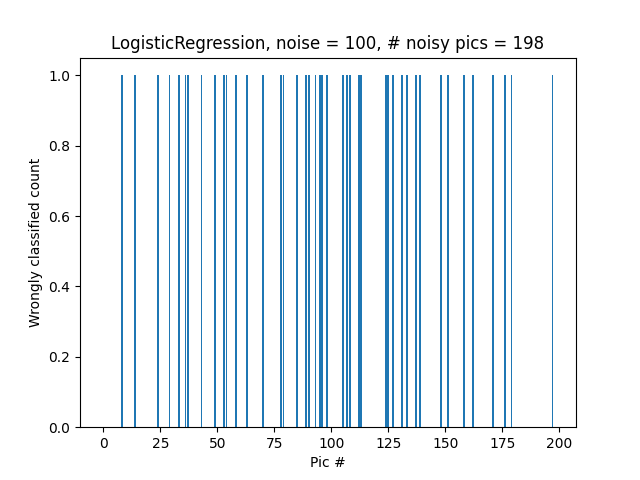 LogisticRegression, noise = 100, # noisy pics = 198
1.0
0.8
0.6
0.4
0.2
0.0
Wrongly classified count
0 25 50 75 100 125 150 175 200
Pic #